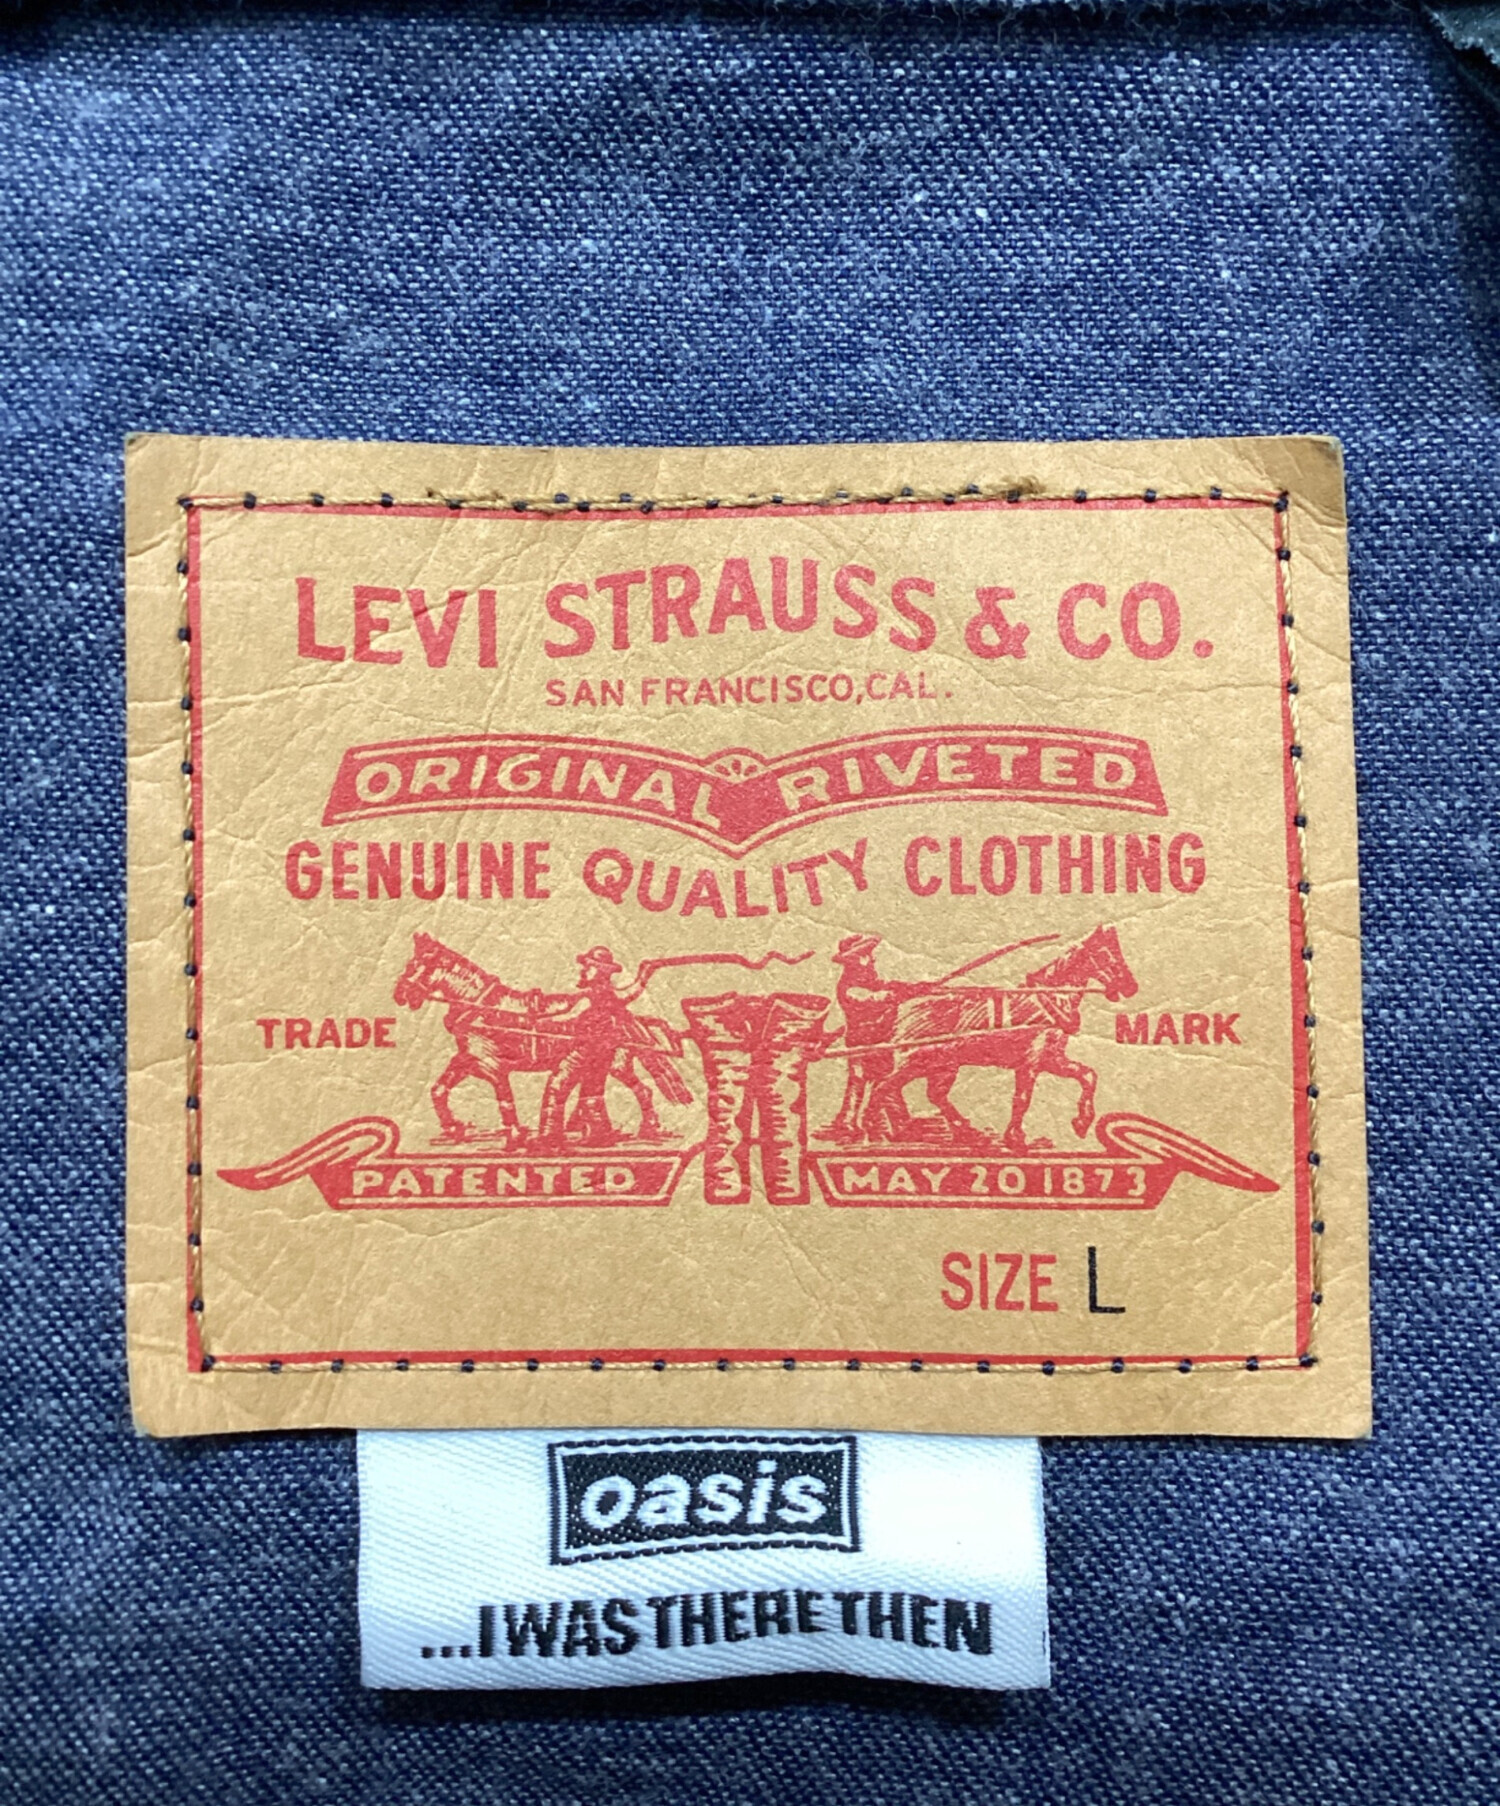 LEVI STRAUSS & CO.
SAN FRANCISCO,CAL.
ORIGINAL RIVETED
GENUINE QUALITY CLOTHING
TRADE MARK
PATENTED MAY 20 1873
SIZE L
oasis
...I WAS THERE THEN